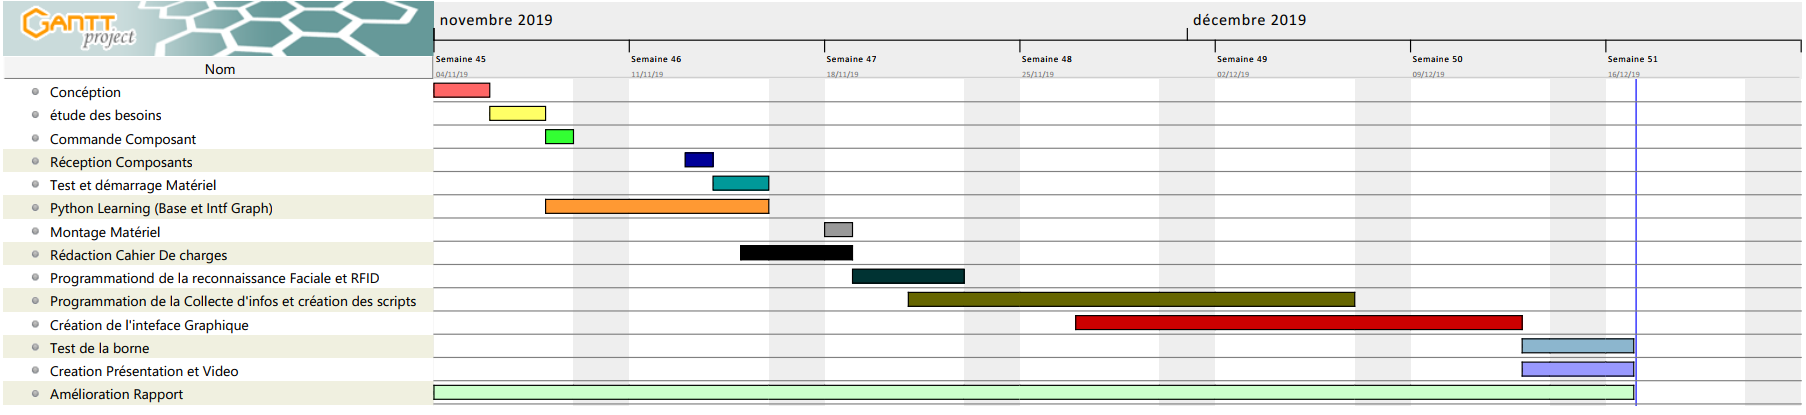 GANTT
project
novembre 2019
décembre 2019
Nom
Semaine 45
Semaine 46
Semaine 47
Semaine 48
Semaine 49
Semaine 50
Semaine 51
04/11/19
11/11/19
18/11/19
25/11/19
02/12/19
09/12/19
16/12/19
Concéption
étude des besoins
Commande Composant
Réception Composants
Test et démarrage Matériel
Python Learning (Base et Intf Graph)
Montage Matériel
Rédaction Cahier De charges
Programmationd de la reconnaissance Faciale et RFID
Programmation de la Collecte d'infos et création des scripts
Création de l'inteface Graphique
Test de la borne
Creation Présentation et Video
Amélioration Rapport